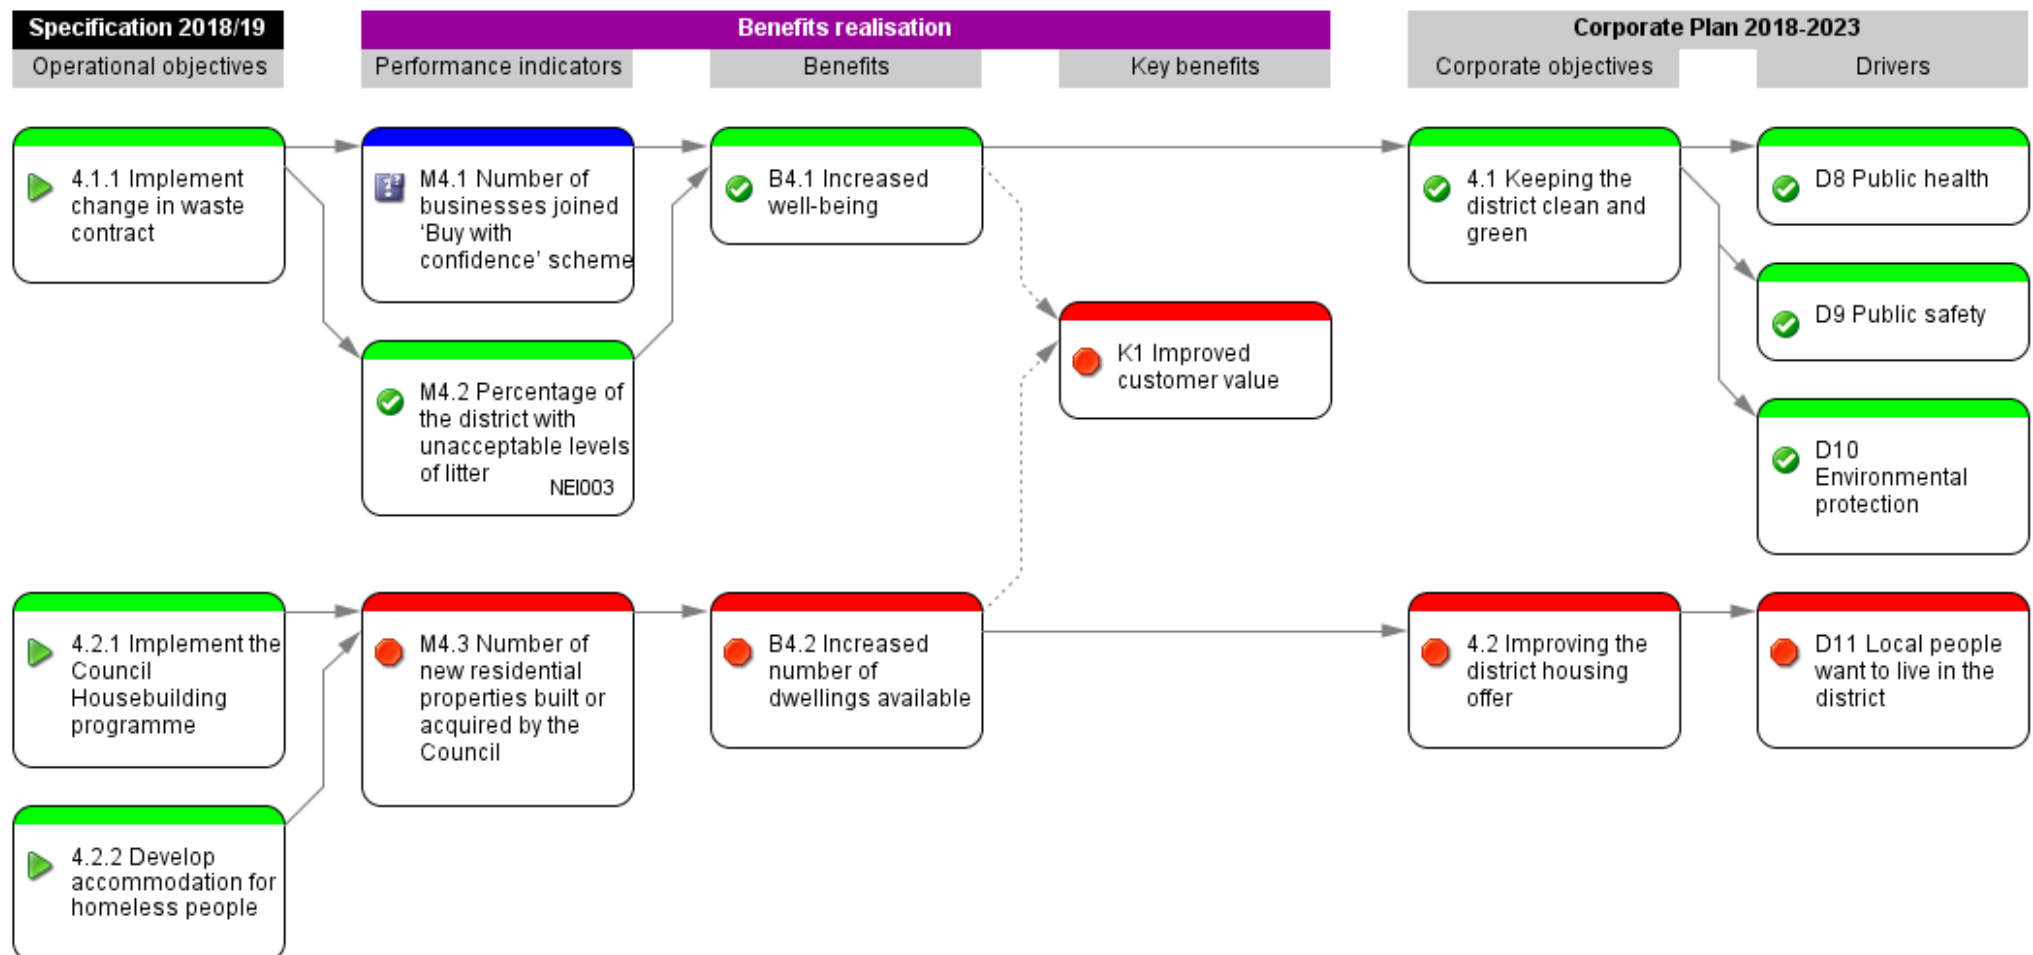 Specification 2018/19
Benefits realisation
Corporate Plan 2018-2023
Operational objectives
Performance indicators
Benefits
Key benefits
Corporate objectives
Drivers
4.1.1 Implement
change in waste
contract
M4.1 Number of
businesses joined
‘Buy with
confidence’ scheme
B4.1 Increased
well-being
4.1 Keeping the
district clean and
green
D8 Public health
D9 Public safety
K1 Improved
customer value
M4.2 Percentage of
the district with
unacceptable levels
of litter
NEI003
D10
Environmental
protection
4.2.1 Implement the
Council
Housebuilding
programme
M4.3 Number of
new residential
properties built or
acquired by the
Council
B4.2 Increased
number of
dwellings available
4.2 Improving the
district housing
offer
D11 Local people
want to live in the
district
4.2.2 Develop
accommodation for
homeless people